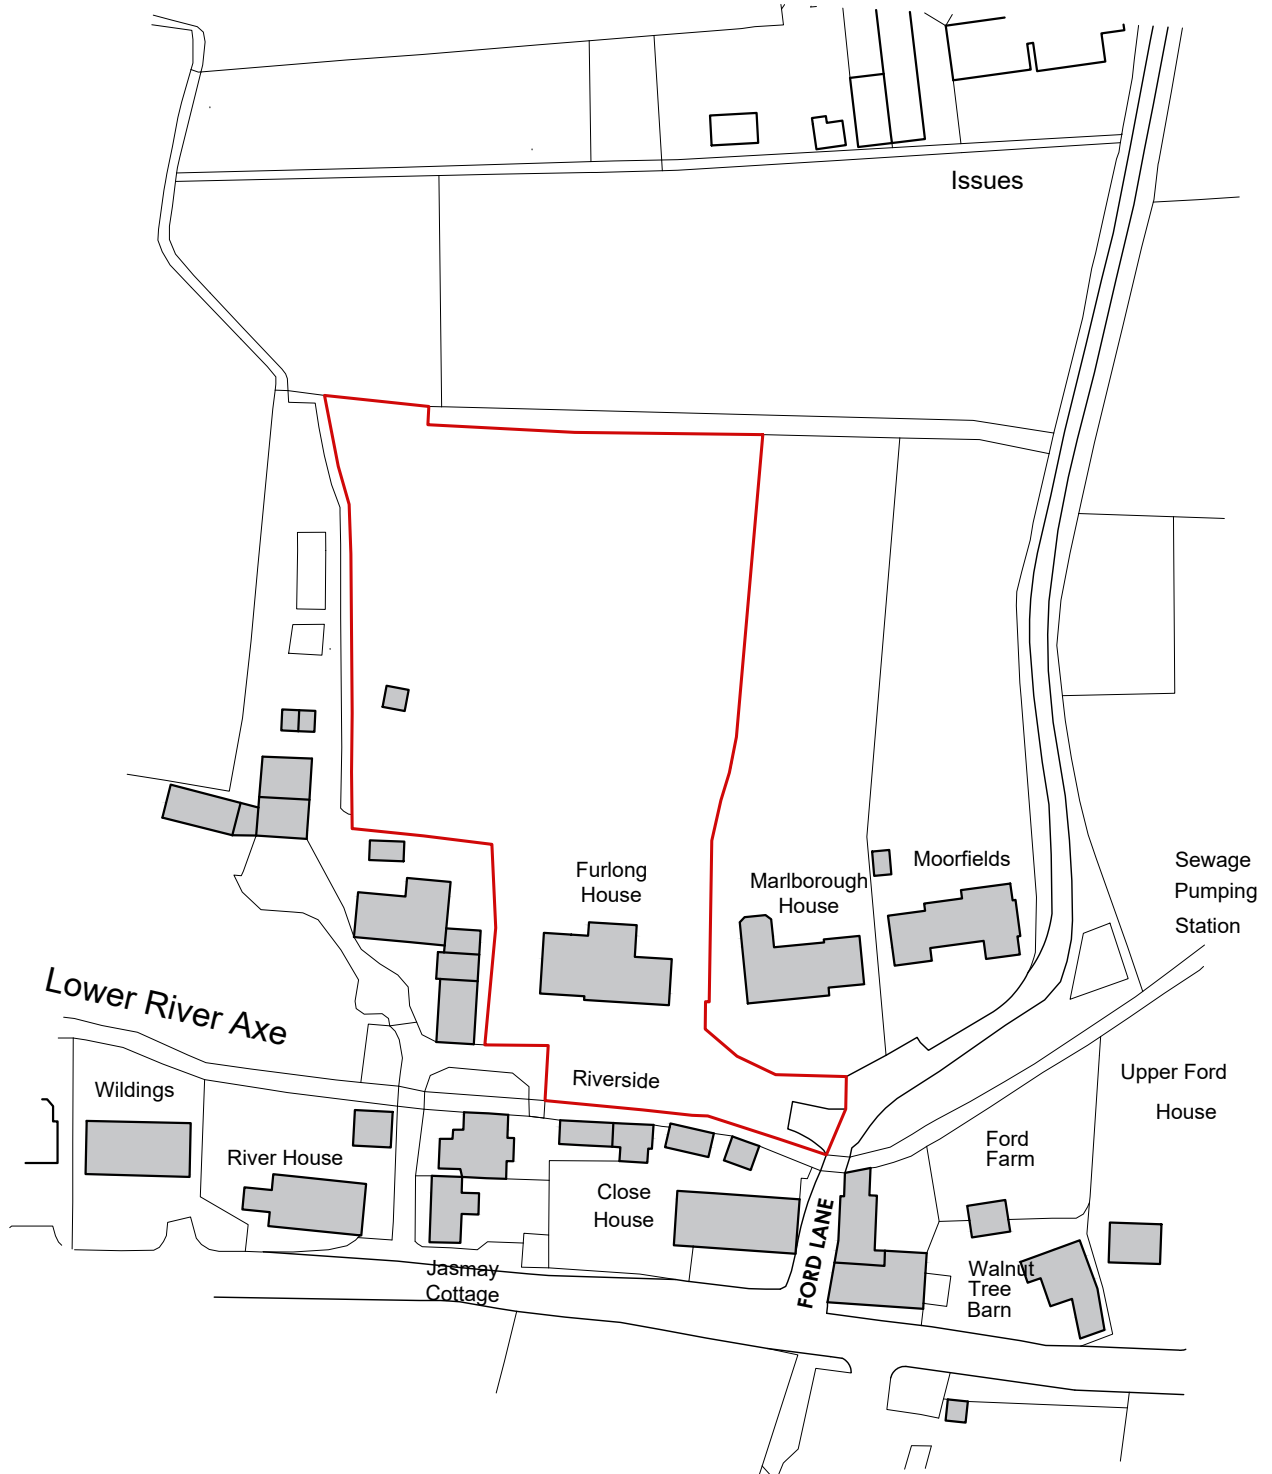 Issues
Furlong
House
Marlborough
House
Moorfields
Sewage
Pumping
Station
Lower River Axe
Riverside
Wildings
River House
Upper Ford
House
Ford
Farm
Close
House
FORD LANE
Jasmay
Cottage
Walnut
Tree
Barn